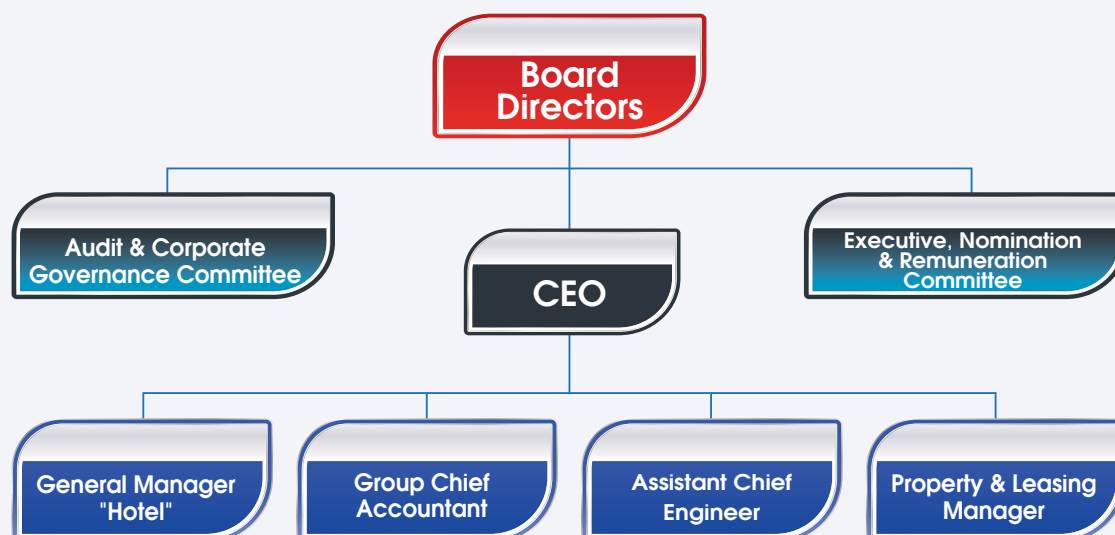 Board
Directors
Audit & Corporate
Governance Committee
CEO
Executive, Nomination
& Remuneration
Committee
General Manager
"Hotel"
Group Chief
Accountant
Assistant Chief
Engineer
Property & Leasing
Manager